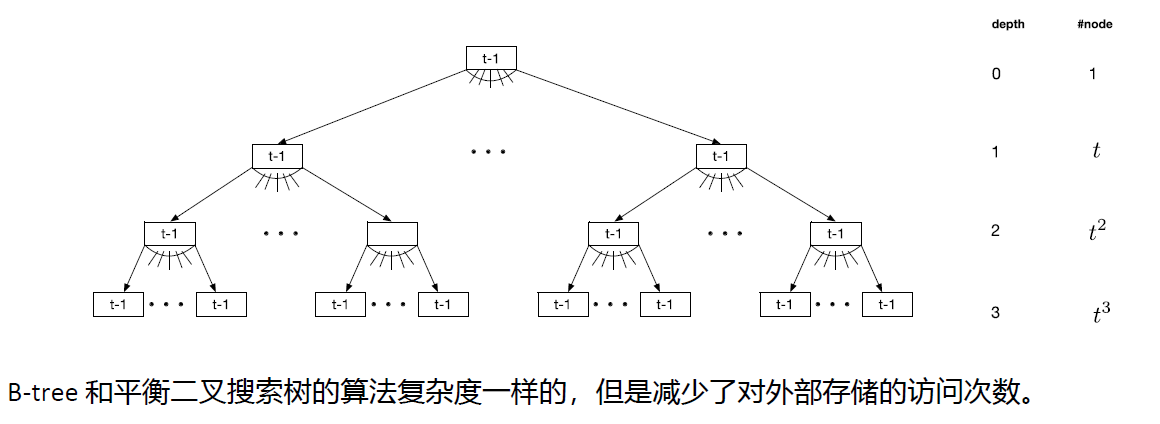 depth #node
t-1
0 1
t-1 ... t-1
1 t
t-1 ... t-1 ... t-1
2 t²
t-1 ... t-1 t-1 ... t-1 t-1 ... t-1 t-1 ... t-1
3 t³
B-tree 和平衡二叉搜索树的算法复杂度一样的，但是减少了对外部存储的访问次数。